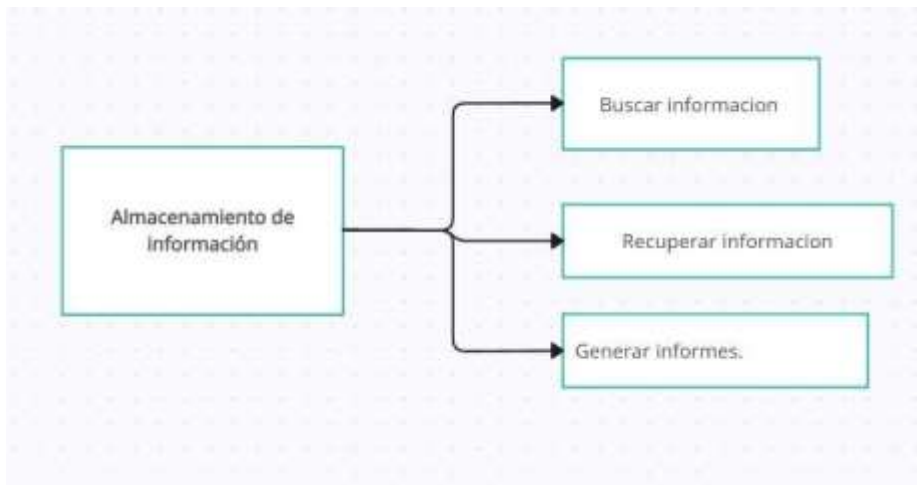 Almacenamiento de
información
Buscar informacion
Recuperar informacion
Generar informes.